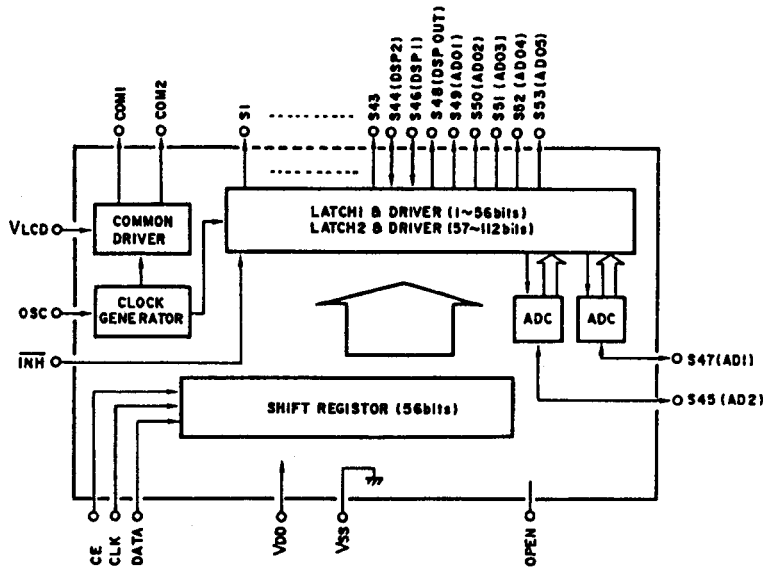 COM1
COM2
S1
S43
S44(DSP2)
S46(DSP1)
S48(DSP OUT)
S49(ADO1)
S50(ADO2)
S51(ADO3)
S52(ADO4)
S53(ADO5)
VLCD
COMMON
DRIVER
LATCH1 & DRIVER (1~56bits)
LATCH2 & DRIVER (57~112bits)
OSC
CLOCK
GENERATOR
ADC
ADC
INH
S47(AD1)
S45(AD2)
SHIFT REGISTOR (56bits)
CE
CLK
DATA
VDD
VSS
OPEN